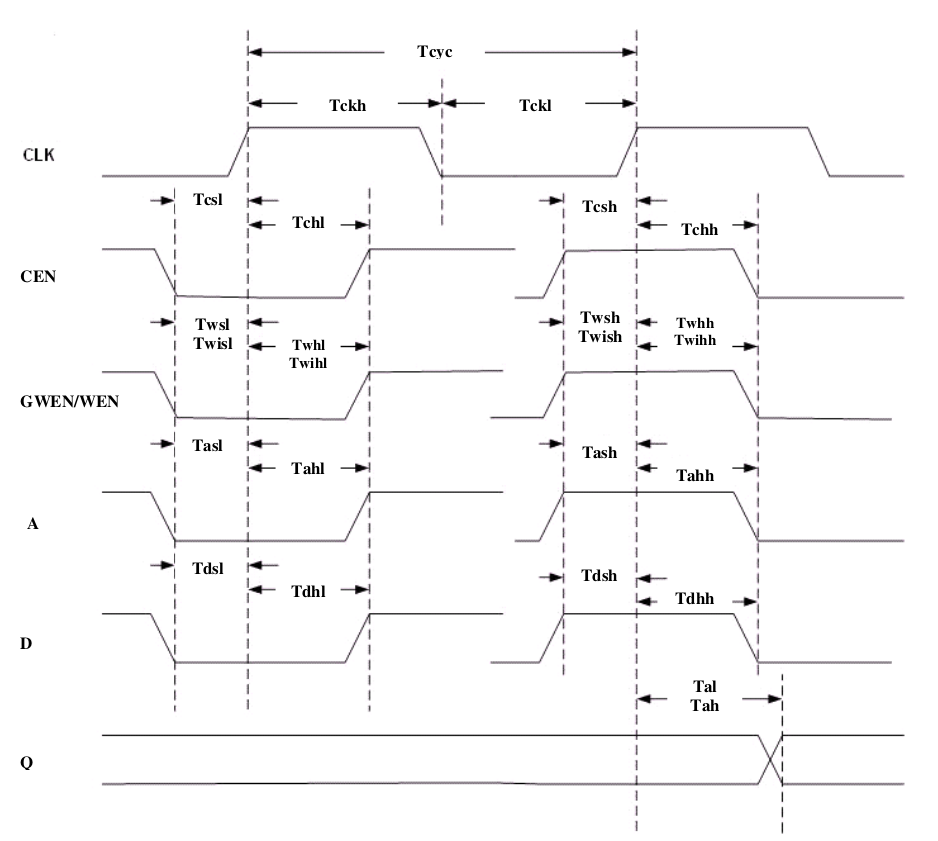 Tcyc
Tckh
Tckl
CLK
Tcsl
Tcsh
Tchl
Tchh
CEN
Twsl
Twisl
Twhl
Twihl
Twsh
Twish
Twhh
Twihh
GWEN/WEN
Tasl
Tash
Tahl
Tahh
A
Tdsl
Tdsh
Tdhl
Tdhh
D
Tal
Tah
Q